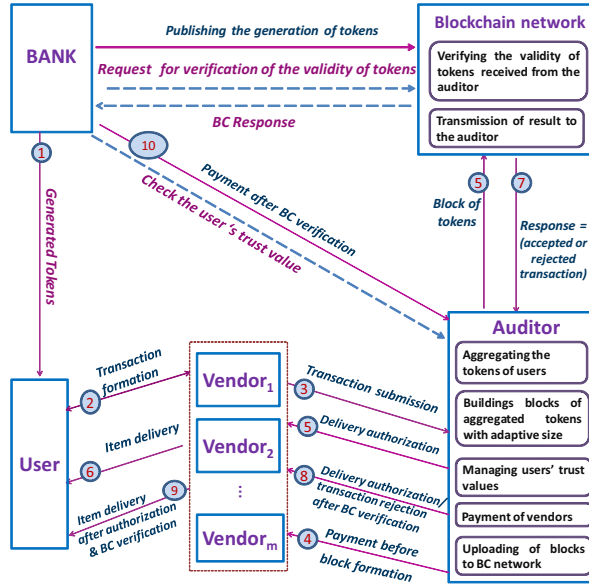 BANK
Publishing the generation of tokens
Request for verification of the validity of tokens
BC Response
Blockchain network
Verifying the validity of
tokens received from the
auditor
Transmission of result to
the auditor
1
Generated Tokens
10
Payment after BC verification
Check the user 's trust
value
5
Block of
tokens
7
Response =
(accepted or
rejected
transaction)
Auditor
Aggregating the
tokens of users
Buildings blocks of
aggregated tokens
with adaptive size
Managing users' trust
values
Payment of vendors
Uploading of blocks
to BC network
User
Transaction
formation
2
Item delivery
6
9
Item delivery
after authorization
& BC verification
Vendor1
Vendor2
⋮
Vendorm
3
Transaction submission
5
Delivery authorization
8
Delivery authorization/
transaction rejection
after BC verification
4
Payment before
block formation